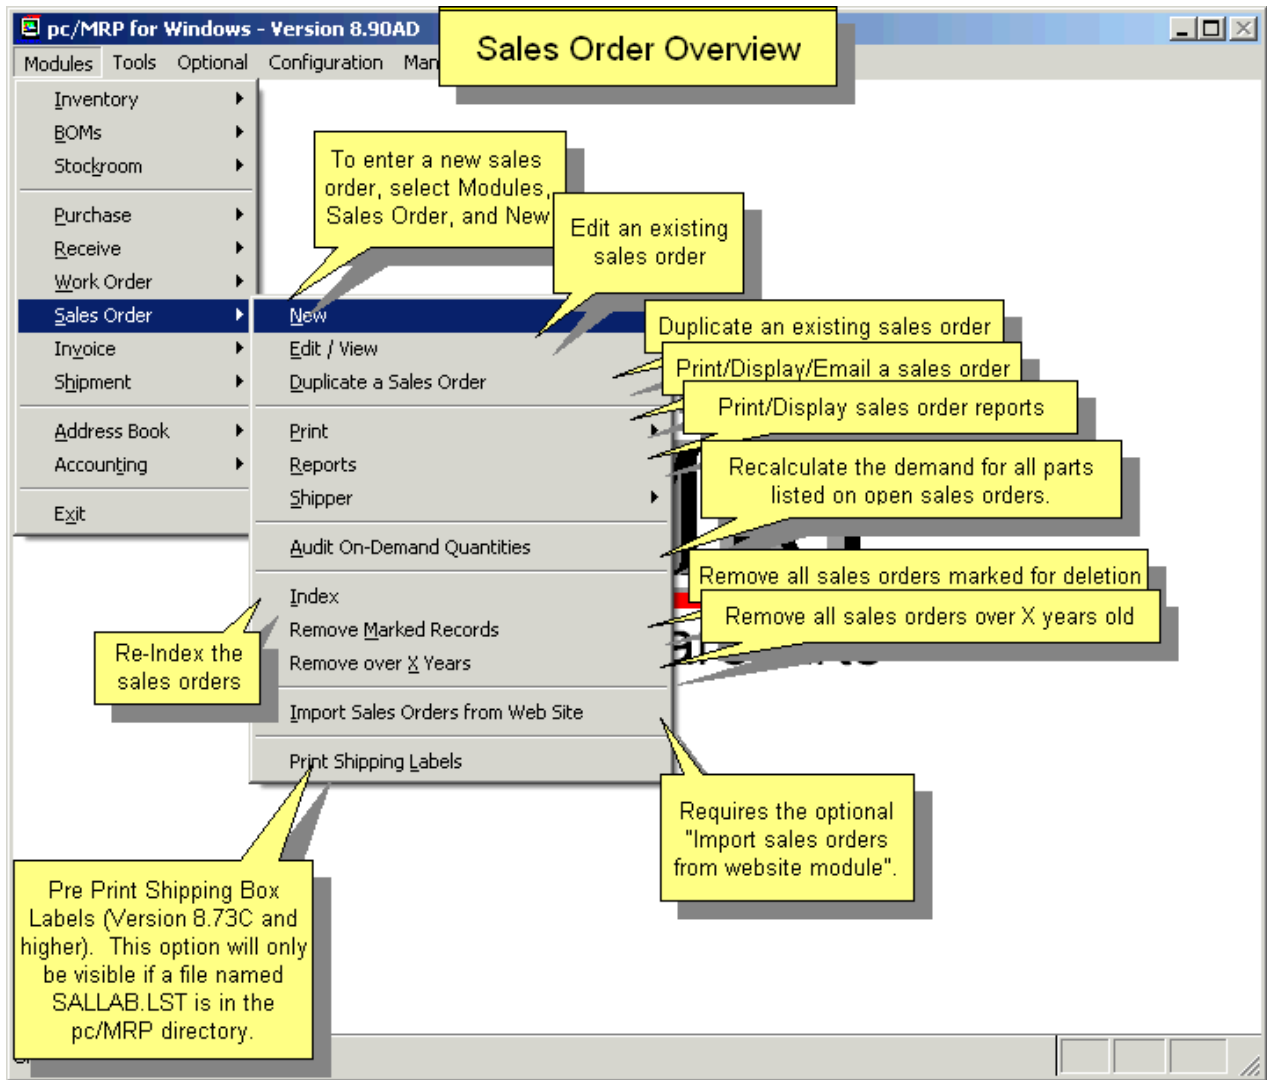 pc/MRP for Windows - Version 8.90AD
Sales Order Overview
Modules Tools Optional Configuration Man
Inventory
BOMs
Stockroom
Purchase
Receive
Work Order
Sales Order
Invoice
Shipment
Address Book
Accounting
Exit
To enter a new sales
order, select Modules,
Sales Order, and New
Edit an existing
sales order
New
Edit / View
Duplicate a Sales Order
Print
Reports
Shipper
Audit On-Demand Quantities
Index
Remove Marked Records
Remove over X Years
Import Sales Orders from Web Site
Print Shipping Labels
Duplicate an existing sales order
Print/Display/Email a sales order
Print/Display sales order reports
Recalculate the demand for all parts
listed on open sales orders.
Remove all sales orders marked for deletion
Remove all sales orders over X years old
Re-Index the
sales orders
Requires the optional
"Import sales orders
from website module".
Pre Print Shipping Box
Labels (Version 8.73C and
higher). This option will only
be visible if a file named
SALLAB.LST is in the
pc/MRP directory.